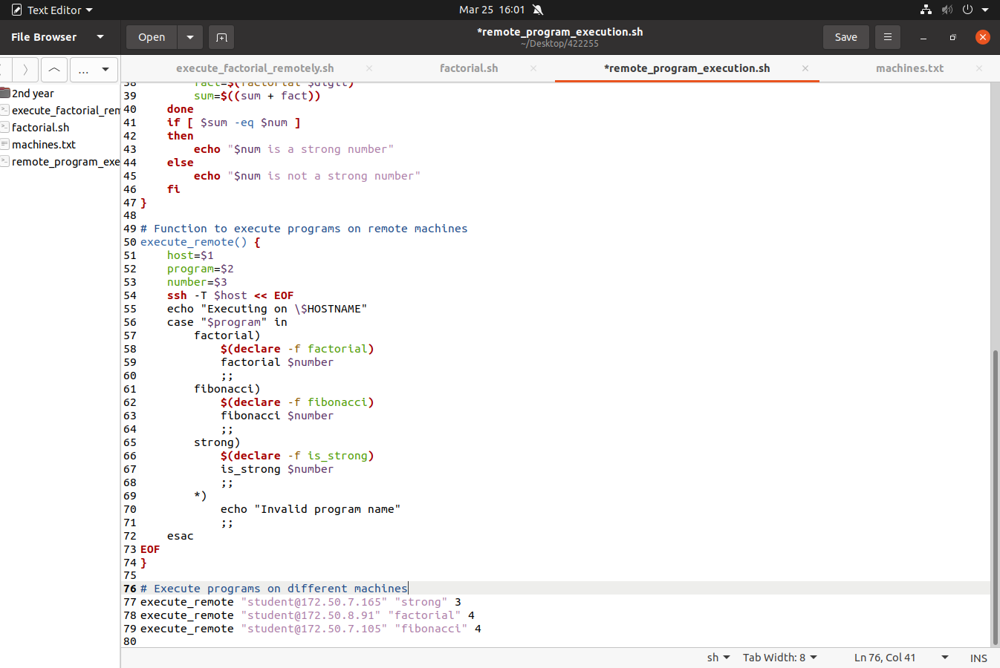 Text Editor
Mar 25 16:01
File Browser
Open
*remote_program_execution.sh
~/Desktop/422255
Save
...
execute_factorial_remotely.sh
factorial.sh
*remote_program_execution.sh
machines.txt
2nd year
execute_factorial_rem
factorial.sh
machines.txt
remote_program_exe
38         fact=$(factorial $digit)
39         sum=$((sum + fact))
40     done
41     if [ $sum -eq $num ]
42     then
43         echo "$num is a strong number"
44     else
45         echo "$num is not a strong number"
46     fi
47 }
48
49 # Function to execute programs on remote machines
50 execute_remote() {
51     host=$1
52     program=$2
53     number=$3
54     ssh -T $host << EOF
55     echo "Executing on \$HOSTNAME"
56     case "$program" in
57         factorial)
58             $(declare -f factorial)
59             factorial $number
60             ;;
61         fibonacci)
62             $(declare -f fibonacci)
63             fibonacci $number
64             ;;
65         strong)
66             $(declare -f is_strong)
67             is_strong $number
68             ;;
69         *)
70             echo "Invalid program name"
71             ;;
72     esac
73 EOF
74 }
75
76 # Execute programs on different machines
77 execute_remote "student@172.50.7.165" "strong" 3
78 execute_remote "student@172.50.8.91" "factorial" 4
79 execute_remote "student@172.50.7.105" "fibonacci" 4
80
sh
Tab Width: 8
Ln 76, Col 41
INS